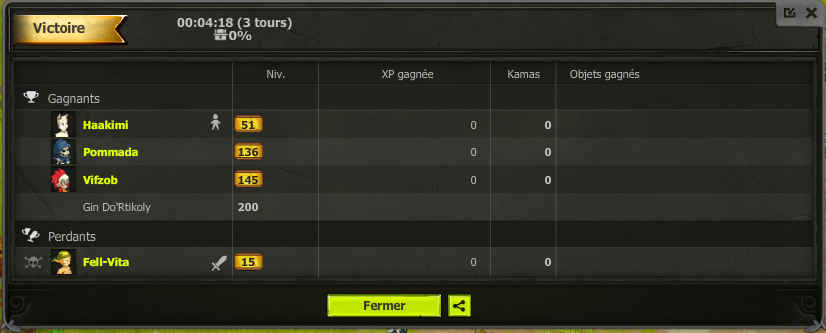 Victoire
00:04:18 (3 tours)
0%
Niv. XP gagnée Kamas Objets gagnés
Gagnants
Haakimi 51 0 0
Pommada 136 0 0
Vifzob 145 0 0
Gin Do'Rtikoly 200
Perdants
Fell-Vita 15 0 0
Fermer